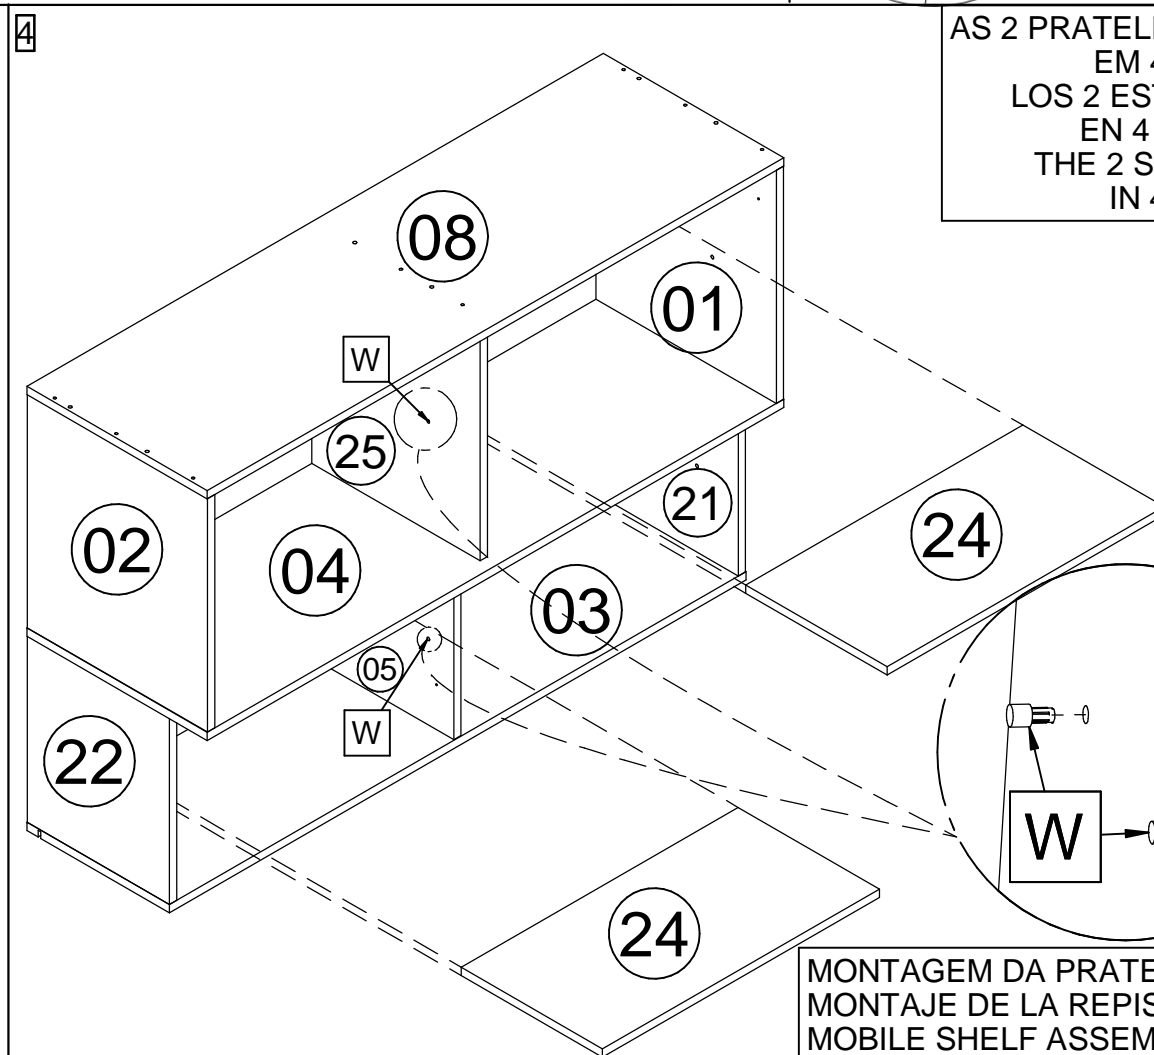 4
AS 2 PRATEL
EM 4
LOS 2 EST
EN 4
THE 2 S
IN 4
08
01
W
25
21
24
02
04
03
05
W
22
W
24
MONTAGEM DA PRATE
MONTAJE DE LA REPIS
MOBILE SHELF ASSEM